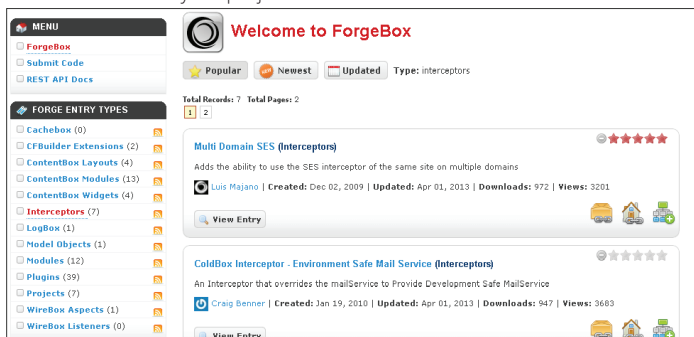 MENU
ForgeBox
Submit Code
REST API Docs
FORGE ENTRY TYPES
Cachebox (0)
CFBuilder Extensions (2)
ContentBox Layouts (4)
ContentBox Modules (13)
ContentBox Widgets (4)
Interceptors (7)
LogBox (1)
Model Objects (1)
Modules (12)
Plugins (39)
Projects (7)
WireBox Aspects (1)
WireBox Listeners (0)
Welcome to ForgeBox
Popular Newest Updated Type: interceptors
Total Records: 7 Total Pages: 2
1 2
Multi Domain SES (Interceptors)
Adds the ability to use the SES interceptor of the same site on multiple domains
Luis Majano | Created: Dec 02, 2009 | Updated: Apr 01, 2013 | Downloads: 972 | Views: 3201
View Entry
ColdBox Interceptor - Environment Safe Mail Service (Interceptors)
An Interceptor that overrides the mailService to Provide Development Safe MailService
Craig Benner | Created: Jan 19, 2010 | Updated: Apr 01, 2013 | Downloads: 947 | Views: 3683
View Entry